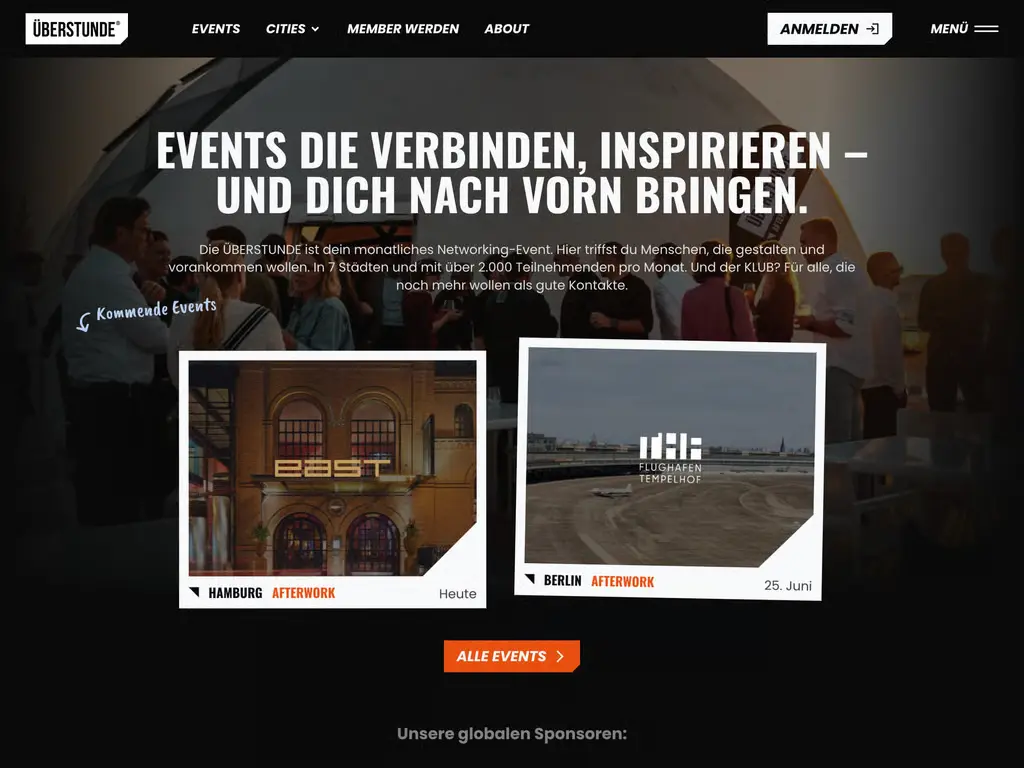 ÜBERSTUNDE®
EVENTS
CITIES
MEMBER WERDEN
ABOUT
ANMELDEN
MENÜ
EVENTS DIE VERBINDEN, INSPIRIEREN –
UND DICH NACH VORN BRINGEN.
Die ÜBERSTUNDE ist dein monatliches Networking-Event. Hier triffst du Menschen, die gestalten und
vorankommen wollen. In 7 Städten und mit über 2.000 Teilnehmenden pro Monat. Und der KLUB? Für alle, die
noch mehr wollen als gute Kontakte.
Kommende Events
east
HAMBURG AFTERWORK
Heute
FLUGHAFEN
TEMPELHOF
BERLIN AFTERWORK
25. Juni
ALLE EVENTS
Unsere globalen Sponsoren: